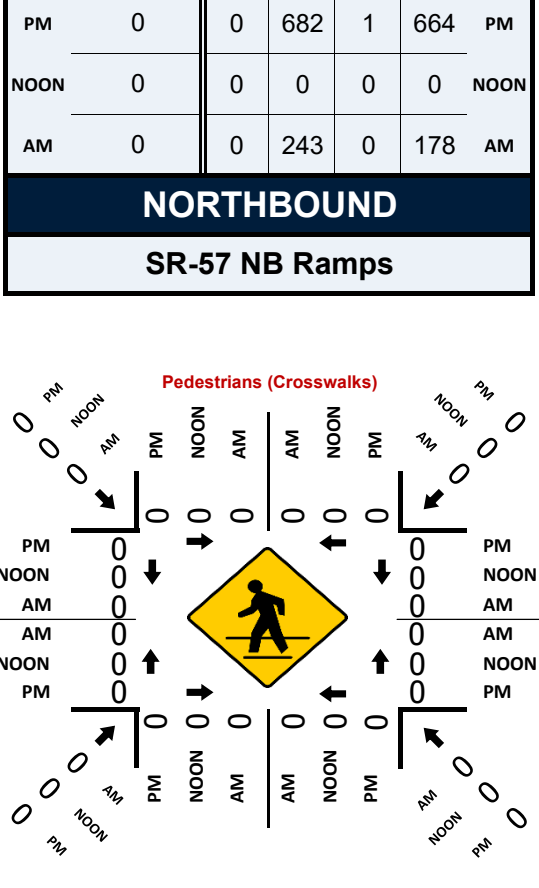 PM 0 0 682 1 664 PM
NOON 0 0 0 0 0 NOON
AM 0 0 243 0 178 AM
NORTHBOUND
SR-57 NB Ramps
Pedestrians (Crosswalks)
PM NOON AM
0 0 0
PM NOON AM AM NOON PM
0 0 0 0 0 0
PM NOON AM
0 0 0
PM 0 0 PM
NOON 0 0 NOON
AM 0 0 AM
AM 0 0 AM
NOON 0 0 NOON
PM 0 0 PM
0 0 0 0 0 0
PM NOON AM AM NOON PM
0 0 0
AM NOON PM
0 0 0
AM NOON PM